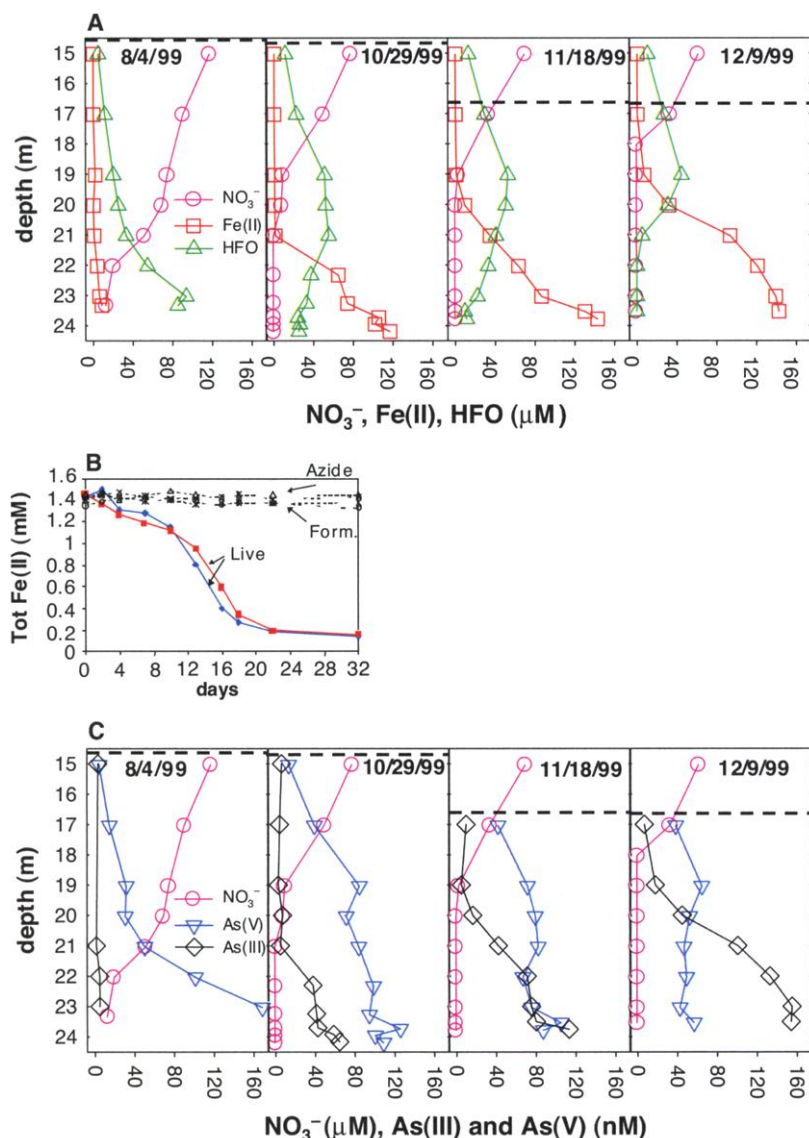 A
8/4/99 10/29/99 11/18/99 12/9/99
15
16
17
18
19
20
21
22
23
24
depth (m)
NO₃⁻
Fe(II)
HFO
0 40 80 120 160 0 40 80 120 160 0 40 80 120 160 0 40 80 120 160
NO₃⁻, Fe(II), HFO (μM)
B
1.6
1.4
1.2
1
0.8
0.6
0.4
0.2
0
Tot Fe(II) (mM)
Azide
Form.
Live
0 4 8 12 16 20 24 28 32
days
C
8/4/99 10/29/99 11/18/99 12/9/99
15
16
17
18
19
20
21
22
23
24
depth (m)
NO₃⁻
As(V)
As(III)
0 40 80 120 160 0 40 80 120 160 0 40 80 120 160 0 40 80 120 160
NO₃⁻(μM), As(III) and As(V) (nM)